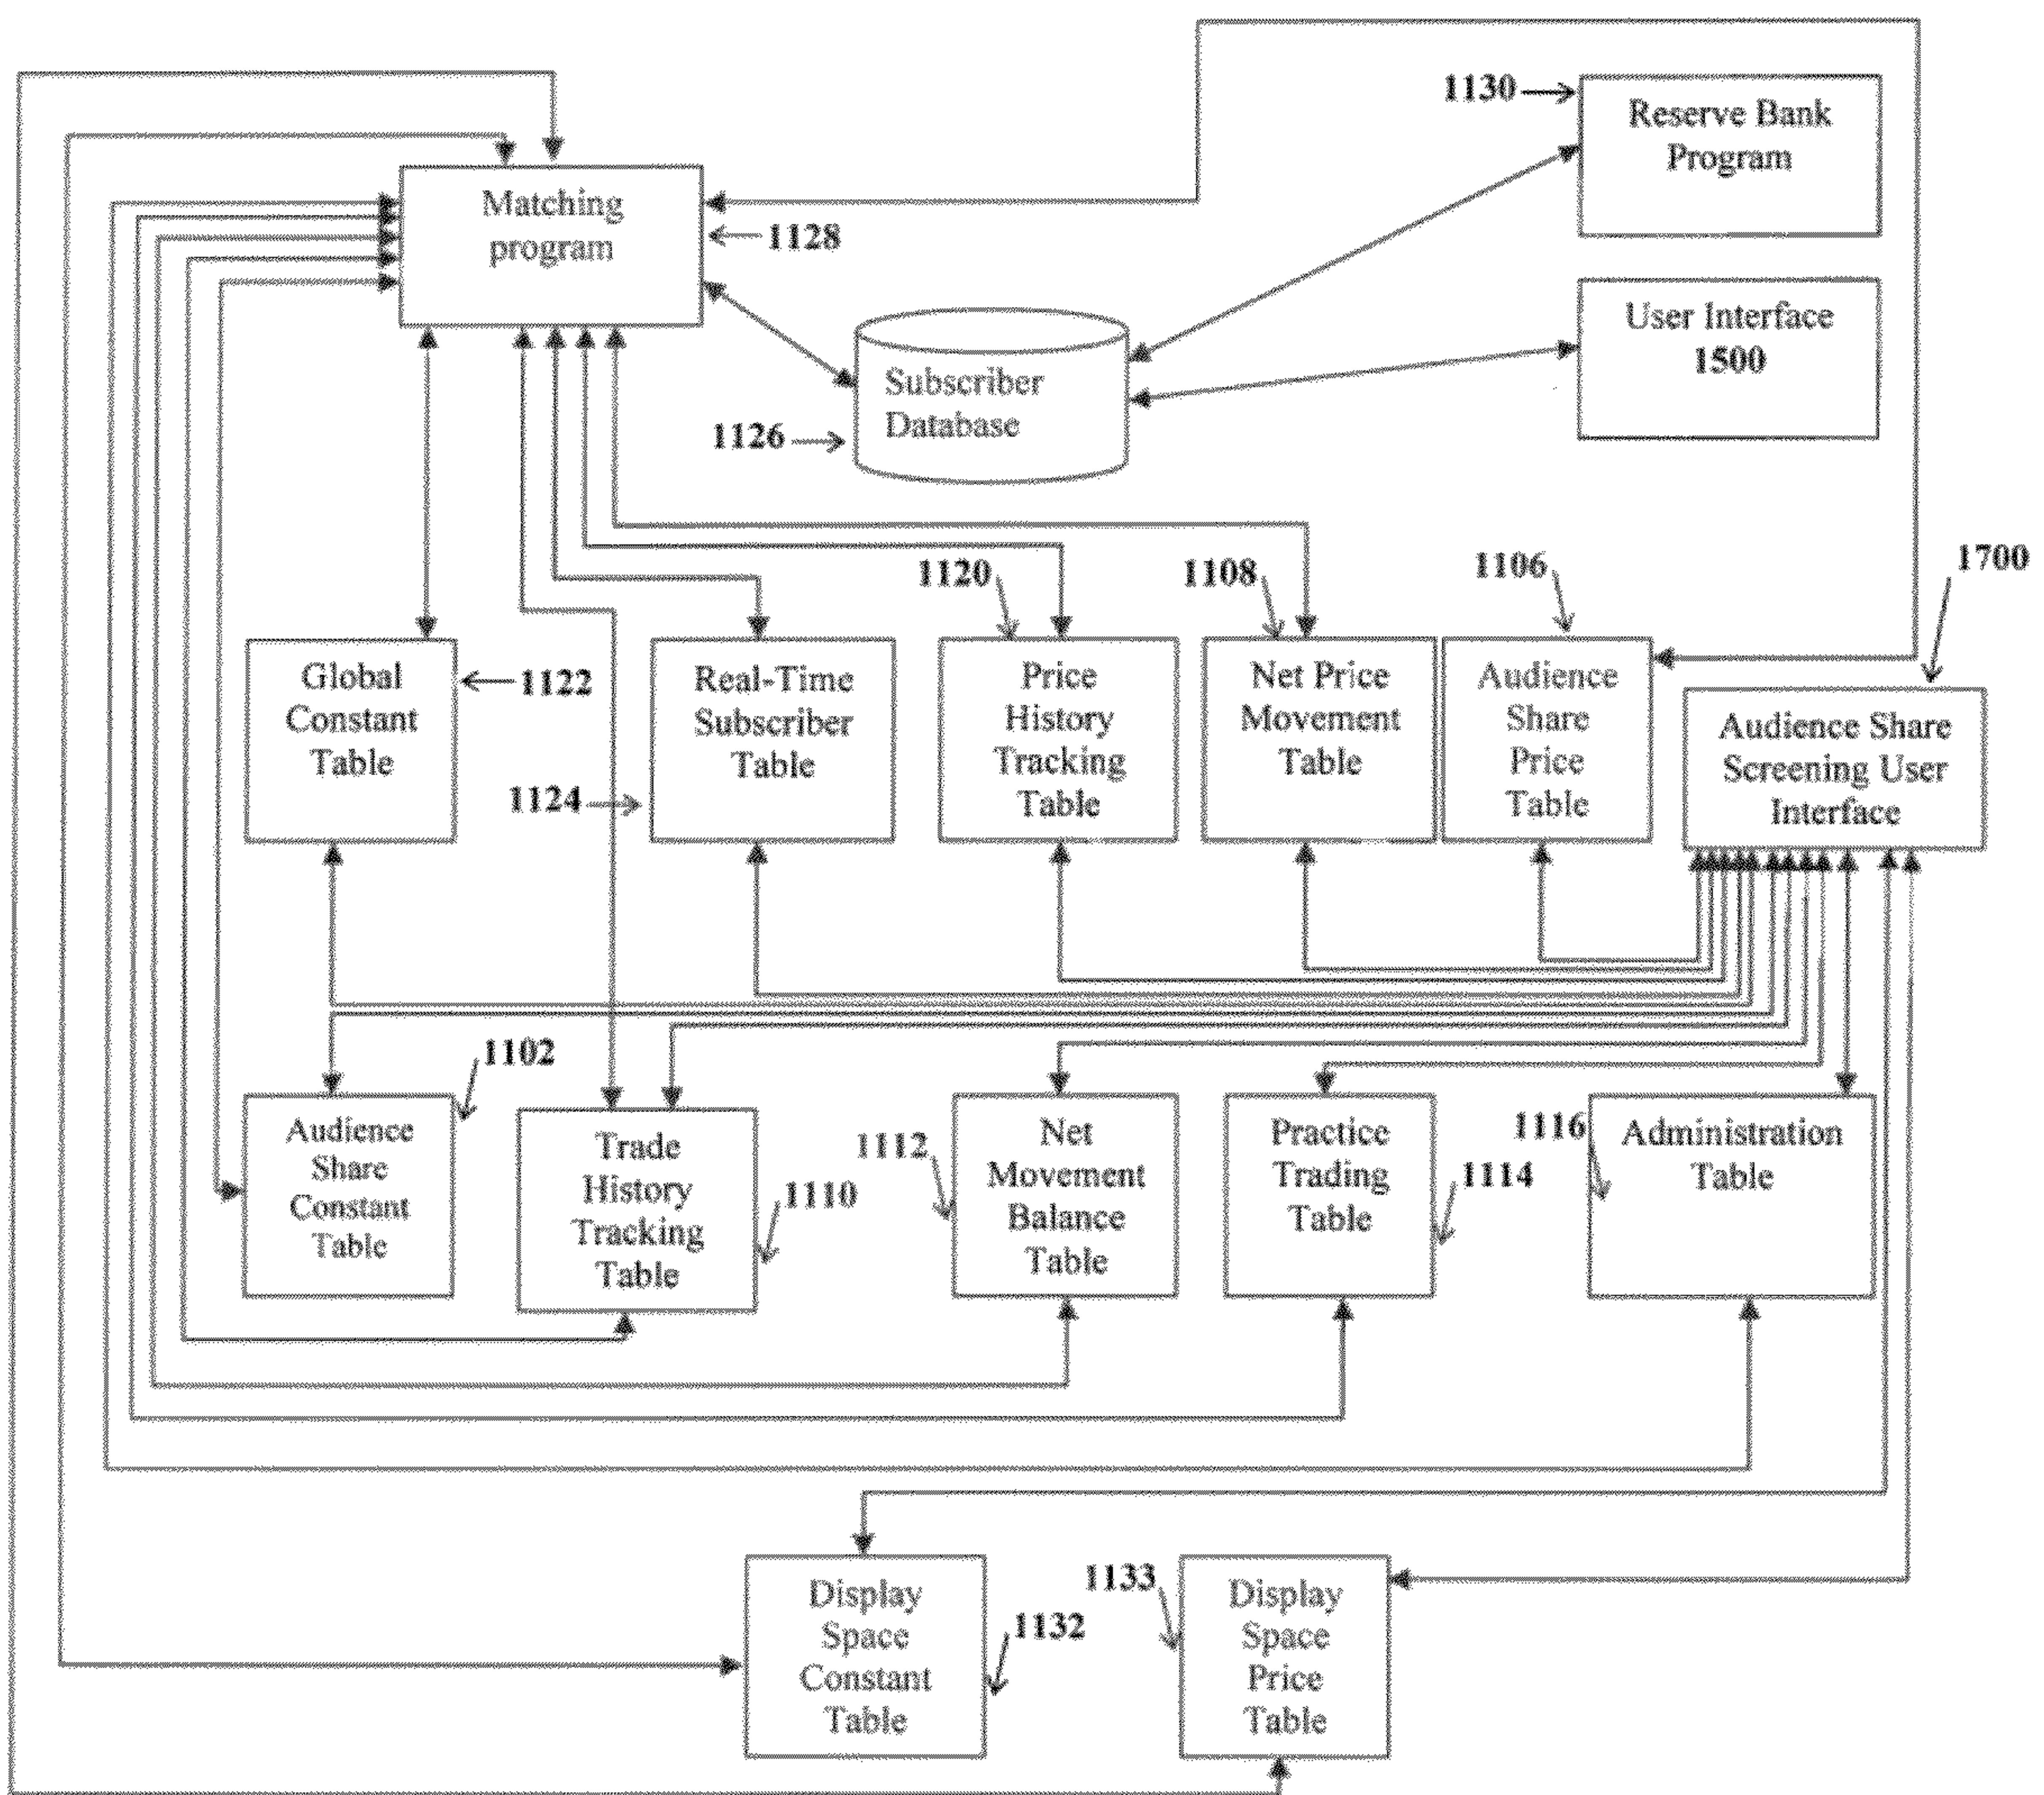 1130
Reserve Bank
Program
Matching
program
1128
User Interface
1500
Subscriber
Database
1126
1120
1108
1106
1700
Global
Constant
Table
1122
Real-Time
Subscriber
Table
1124
Price
History
Tracking
Table
Net Price
Movement
Table
Audience
Share
Price
Table
Audience Share
Screening User
Interface
1102
Audience
Share
Constant
Table
Trade
History
Tracking
Table
1110
1112
Net
Movement
Balance
Table
Practice
Trading
Table
1114
1116
Administration
Table
Display
Space
Constant
Table
1132
1133
Display
Space
Price
Table